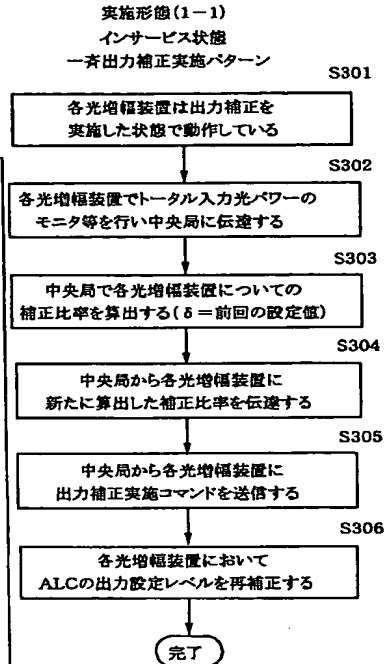 実施形態(1-1)
インサービス状態
一斉出力補正実施パターン
S301
各光増幅装置は出力補正を
実施した状態で動作している
S302
各光増幅装置でトータル入力光パワーの
モニタ等を行い中央局に伝達する
S303
中央局で各光増幅装置についての
補正比率を算出する(δ=前回の設定値)
S304
中央局から各光増幅装置に
新たに算出した補正比率を伝達する
S305
中央局から各光増幅装置に
出力補正実施コマンドを送信する
S306
各光増幅装置において
ALCの出力設定レベルを再補正する
完了